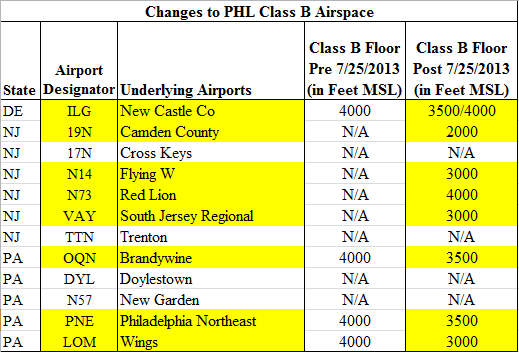 Changes to PHL Class B Airspace
State Airport Designator Underlying Airports Class B Floor Pre 7/25/2013 (in Feet MSL) Class B Floor Post 7/25/2013 (in Feet MSL)
DE ILG New Castle Co 4000 3500/4000
NJ 19N Camden County N/A 2000
NJ 17N Cross Keys N/A N/A
NJ N14 Flying W N/A 3000
NJ N73 Red Lion N/A 4000
NJ VAY South Jersey Regional N/A 3000
NJ TTN Trenton N/A N/A
PA OQN Brandywine 4000 3500
PA DYL Doylestown N/A N/A
PA N57 New Garden N/A N/A
PA PNE Philadelphia Northeast 4000 3500
PA LOM Wings 4000 3000